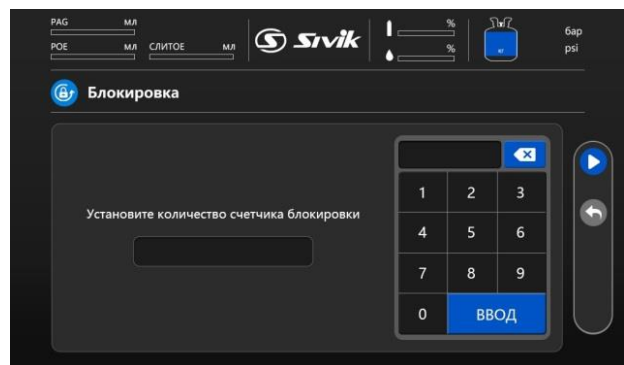 PAG мл
POE мл СЛИТОЕ мл
Sivik
%
%
кг
бар
psi
Блокировка
Установите количество счетчика блокировки
1 2 3
4 5 6
7 8 9
0 ВВОД